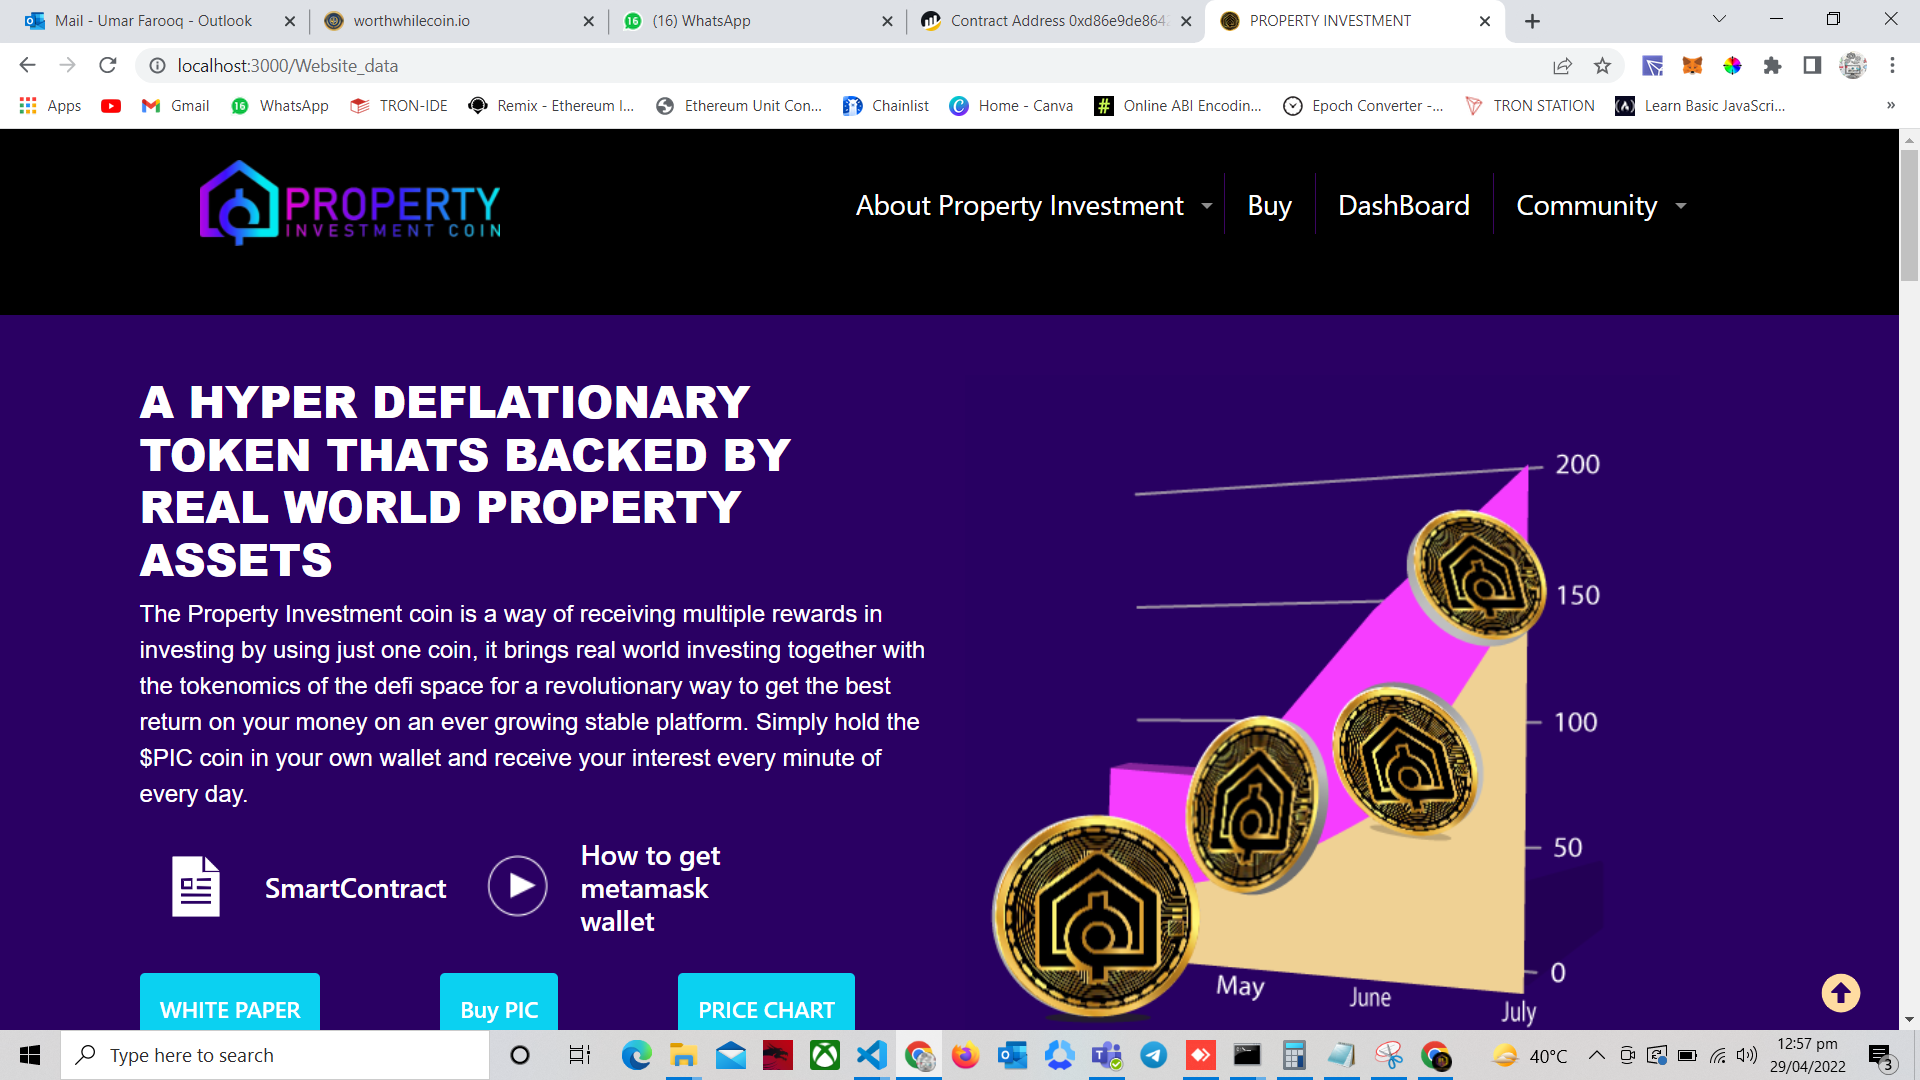 Mail - Umar Farooq - Outlook
worthwhilecoin.io
(16) WhatsApp
Contract Address 0xd86e9de864
PROPERTY INVESTMENT
localhost:3000/Website_data
Apps
Gmail
16 WhatsApp
TRON-IDE
Remix - Ethereum I...
Ethereum Unit Con...
Chainlist
Home - Canva
Online ABI Encodin...
Epoch Converter -...
TRON STATION
Learn Basic JavaScri...
»
PROPERTY
INVESTMENT COIN
About Property Investment
Buy
DashBoard
Community
A HYPER DEFLATIONARY
TOKEN THATS BACKED BY
REAL WORLD PROPERTY
ASSETS
The Property Investment coin is a way of receiving multiple rewards in
investing by using just one coin, it brings real world investing together with
the tokenomics of the defi space for a revolutionary way to get the best
return on your money on an ever growing stable platform. Simply hold the
$PIC coin in your own wallet and receive your interest every minute of
every day.
SmartContract
How to get
metamask
wallet
WHITE PAPER
Buy PIC
PRICE CHART
200
150
100
50
0
May
June
July
Type here to search
40°C
12:57 pm
29/04/2022
3